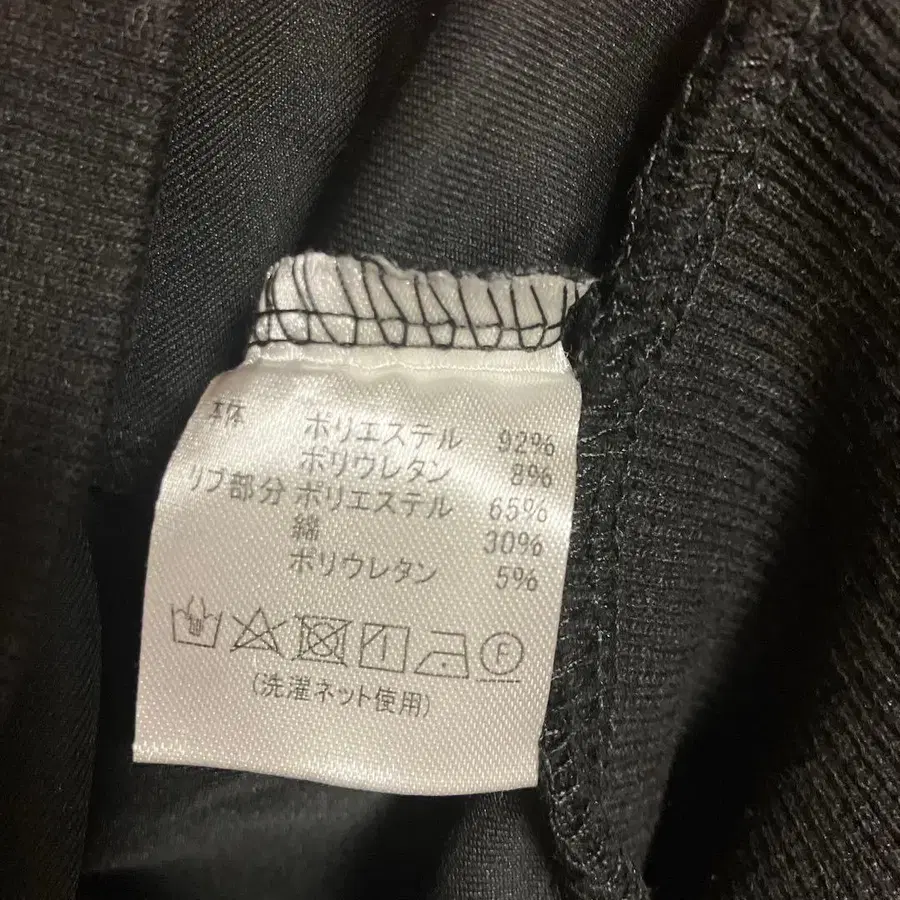 本体 ポリエステル 92%
ポリウレタン 8%
リブ部分 ポリエステル 65%
綿 30%
ポリウレタン 5%
F
(洗濯ネット使用)